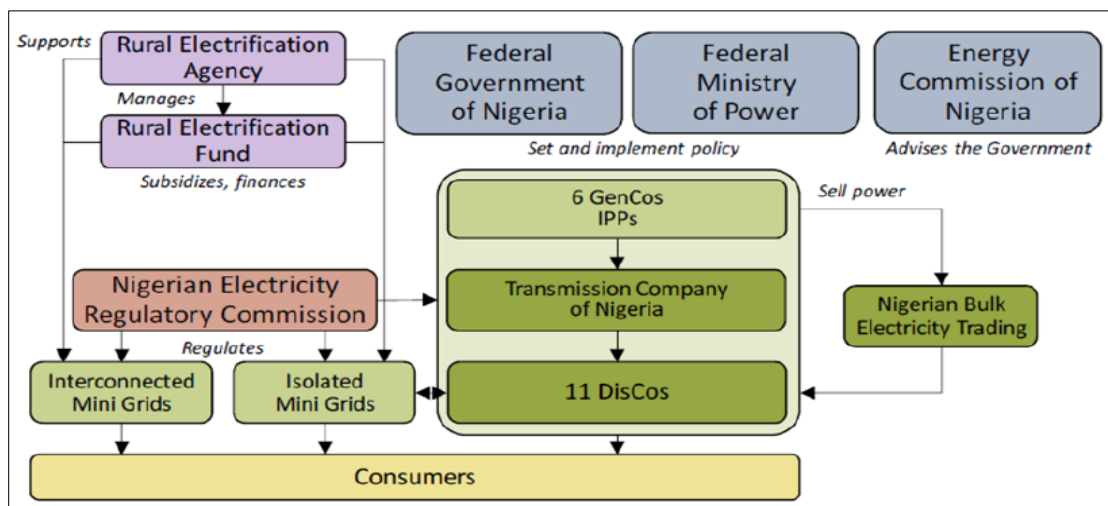 Supports
Rural Electrification
Agency
Manages
Rural Electrification
Fund
Subsidizes, finances
Federal
Government
of Nigeria
Federal
Ministry
of Power
Energy
Commission of
Nigeria
Set and implement policy
Advises the Government
6 GenCos
IPPs
Sell power
Nigerian Electricity
Regulatory Commission
Transmission Company
of Nigeria
Nigerian Bulk
Electricity Trading
Regulates
Interconnected
Mini Grids
Isolated
Mini Grids
11 DisCos
Consumers